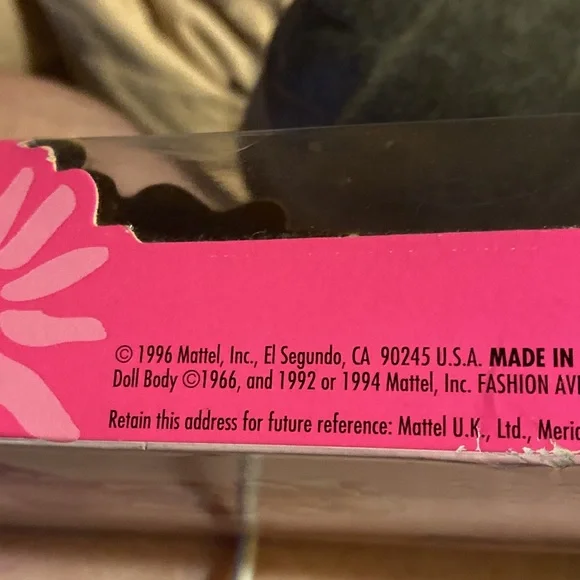 © 1996 Mattel, Inc., El Segundo, CA 90245 U.S.A. MADE IN
Doll Body ©1966, and 1992 or 1994 Mattel, Inc. FASHION
Retain this address for future reference: Mattel U.K., Ltd.,